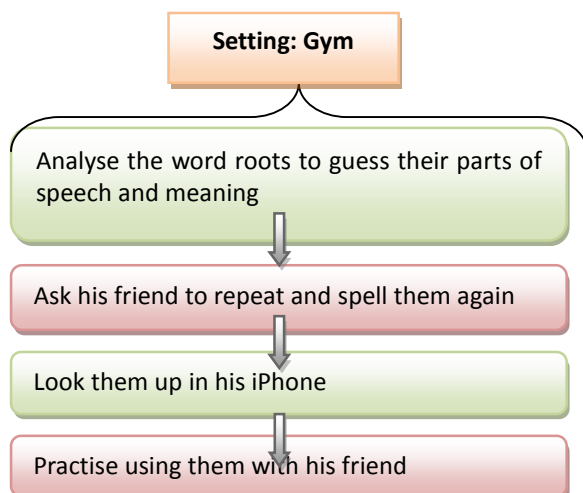 Setting: Gym
Analyse the word roots to guess their parts of
speech and meaning
Ask his friend to repeat and spell them again
Look them up in his iPhone
Practise using them with his friend